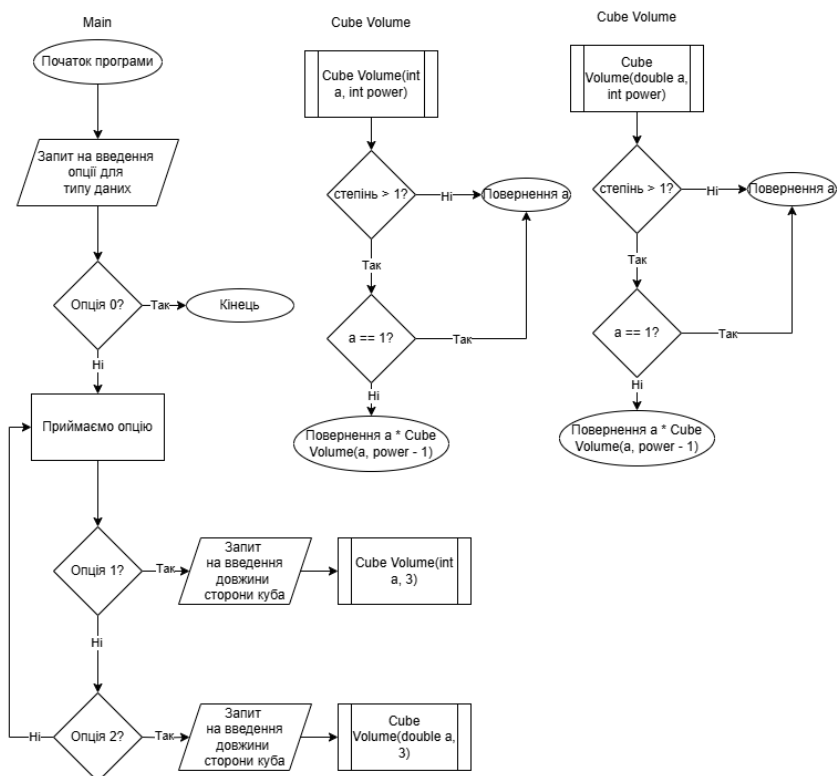 Main
Початок програми
Запит на введення
опції для
типу даних
Опція 0?
Так
Кінець
Ні
Приймаємо опцію
Опція 1?
Так
Запит
на введення
довжини
сторони куба
Cube Volume(int
a, 3)
Ні
Опція 2?
Ні
Так
Запит
на введення
довжини
сторони куба
Cube
Volume(double a,
3)
Cube Volume
Cube Volume(int
a, int power)
степінь > 1?
Ні
Повернення a
Так
a == 1?
Так
Ні
Повернення a * Cube
Volume(a, power - 1)
Cube Volume
Cube
Volume(double a,
int power)
степінь > 1?
Ні
Повернення a
Так
a == 1?
Так
Ні
Повернення a * Cube
Volume(a, power - 1)